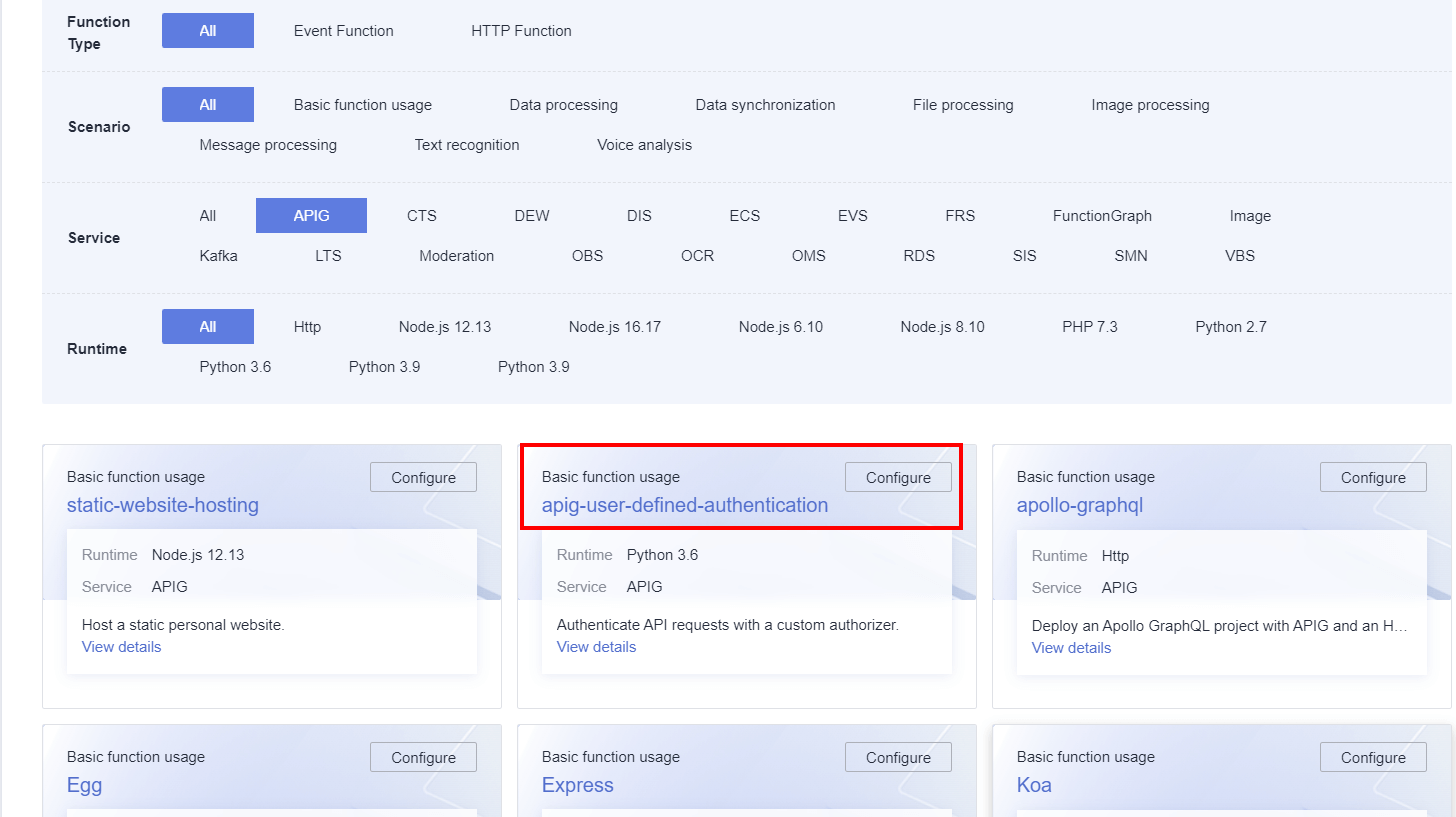 Function Type
All Event Function HTTP Function
Scenario
All Basic function usage Data processing Data synchronization File processing Image processing
Message processing Text recognition Voice analysis
Service
All APIG CTS DEW DIS ECS EVS FRS FunctionGraph Image
Kafka LTS Moderation OBS OCR OMS RDS SIS SMN VBS
Runtime
All Http Node.js 12.13 Node.js 16.17 Node.js 6.10 Node.js 8.10 PHP 7.3 Python 2.7
Python 3.6 Python 3.9 Python 3.9
Basic function usage Configure
static-website-hosting
Runtime Node.js 12.13
Service APIG
Host a static personal website.
View details
Basic function usage Configure
apig-user-defined-authentication
Runtime Python 3.6
Service APIG
Authenticate API requests with a custom authorizer.
View details
Basic function usage Configure
apollo-graphql
Runtime Http
Service APIG
Deploy an Apollo GraphQL project with APIG and an H...
View details
Basic function usage Configure
Egg
Basic function usage Configure
Express
Basic function usage Configure
Koa